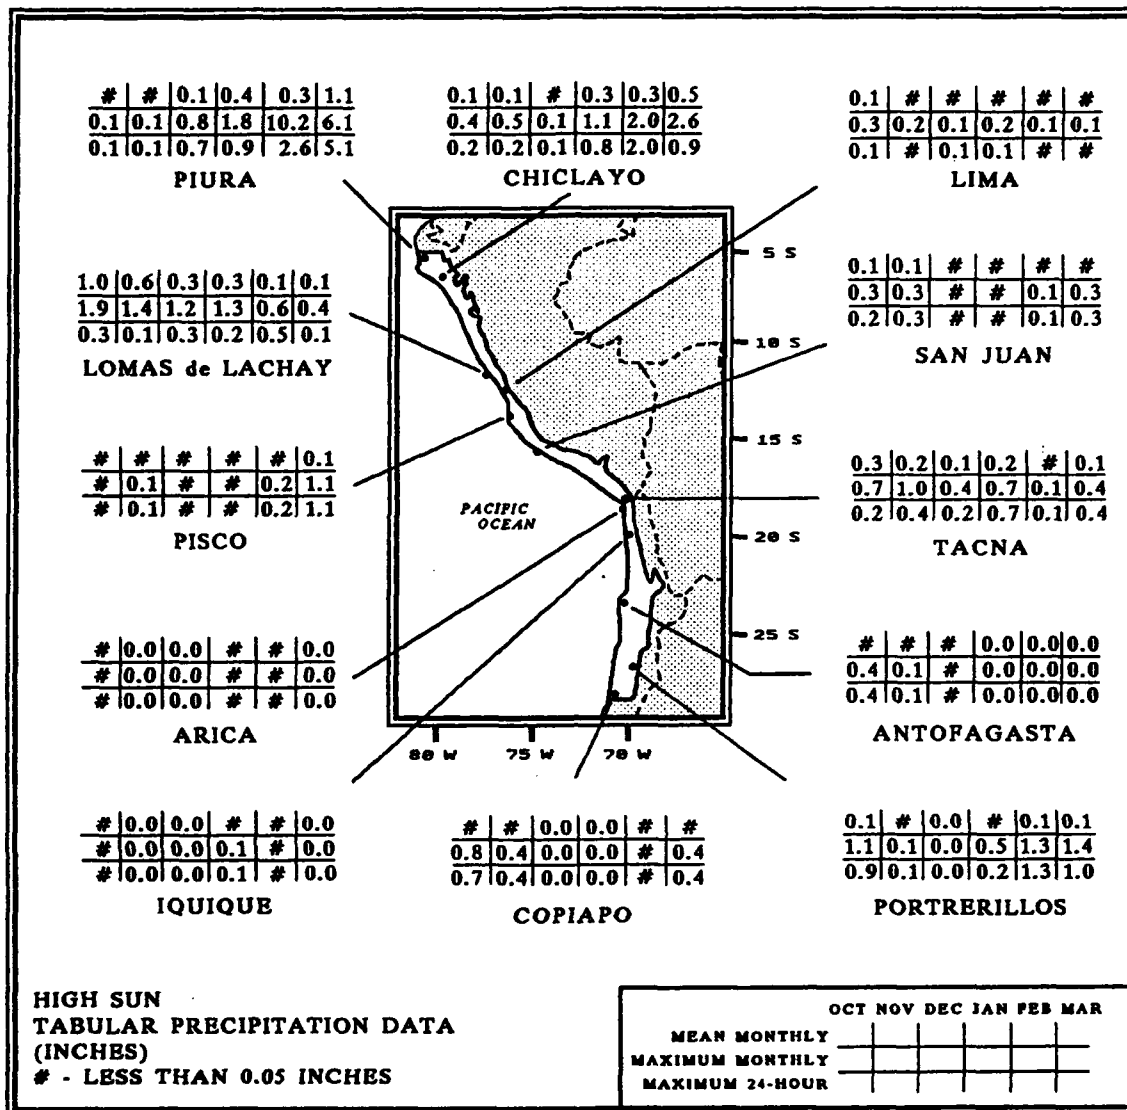 # | # | 0.1 | 0.4 | 0.3 | 1.1
0.1 | 0.1 | 0.8 | 1.8 | 10.2 | 6.1
0.1 | 0.1 | 0.7 | 0.9 | 2.6 | 5.1
PIURA
0.1 | 0.1 | # | 0.3 | 0.3 | 0.5
0.4 | 0.5 | 0.1 | 1.1 | 2.0 | 2.6
0.2 | 0.2 | 0.1 | 0.8 | 2.0 | 0.9
CHICLAYO
0.1 | # | # | # | # | #
0.3 | 0.2 | 0.1 | 0.2 | 0.1 | 0.1
0.1 | # | 0.1 | 0.1 | # | #
LIMA
1.0 | 0.6 | 0.3 | 0.3 | 0.1 | 0.1
1.9 | 1.4 | 1.2 | 1.3 | 0.6 | 0.4
0.3 | 0.1 | 0.3 | 0.2 | 0.5 | 0.1
LOMAS de LACHAY
0.1 | 0.1 | # | # | # | #
0.3 | 0.3 | # | # | 0.1 | 0.3
0.2 | 0.3 | # | # | 0.1 | 0.3
SAN JUAN
# | # | # | # | # | 0.1
# | 0.1 | # | # | 0.2 | 1.1
# | 0.1 | # | # | 0.2 | 1.1
PISCO
0.3 | 0.2 | 0.1 | 0.2 | # | 0.1
0.7 | 1.0 | 0.4 | 0.7 | 0.1 | 0.4
0.2 | 0.4 | 0.2 | 0.7 | 0.1 | 0.4
TACNA
# | 0.0 | 0.0 | # | # | 0.0
# | 0.0 | 0.0 | # | # | 0.0
# | 0.0 | 0.0 | # | # | 0.0
ARICA
# | # | # | 0.0 | 0.0 | 0.0
0.4 | 0.1 | # | 0.0 | 0.0 | 0.0
0.4 | 0.1 | # | 0.0 | 0.0 | 0.0
ANTOFAGASTA
# | 0.0 | 0.0 | # | # | 0.0
# | 0.0 | 0.0 | 0.1 | # | 0.0
# | 0.0 | 0.0 | 0.1 | # | 0.0
IQUIQUE
# | # | 0.0 | 0.0 | # | #
0.8 | 0.4 | 0.0 | 0.0 | # | 0.4
0.7 | 0.4 | 0.0 | 0.0 | # | 0.4
COPIAPO
0.1 | # | 0.0 | # | 0.1 | 0.1
1.1 | 0.1 | 0.0 | 0.5 | 1.3 | 1.4
0.9 | 0.1 | 0.0 | 0.2 | 1.3 | 1.0
PORTRERILLOS
5 S
10 S
15 S
20 S
25 S
PACIFIC
OCEAN
80 W 75 W 70 W
HIGH SUN
TABULAR PRECIPITATION DATA
(INCHES)
# - LESS THAN 0.05 INCHES
OCT NOV DEC JAN FEB MAR
MEAN MONTHLY
MAXIMUM MONTHLY
MAXIMUM 24-HOUR